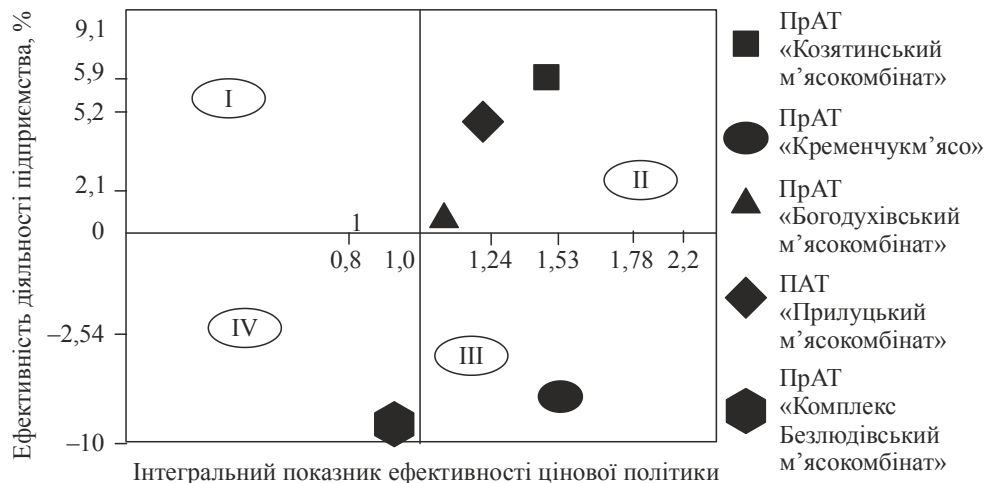 Ефективність діяльності підприємства, %
9,1
5,9
5,2
2,1
0
–2,54
–10
I
II
1
0,8
1,0
1,24
1,53
1,78
2,2
IV
III
Інтегральний показник ефективності цінової політики
ПрАТ
«Козятинський
м’ясокомбінат»
ПрАТ
«Кременчукм’ясо»
ПрАТ
«Богодухівський
м’ясокомбінат»
ПАТ
«Прилуцький
м’ясокомбінат»
ПрАТ
«Комплекс
Безлюдівський
м’ясокомбінат»